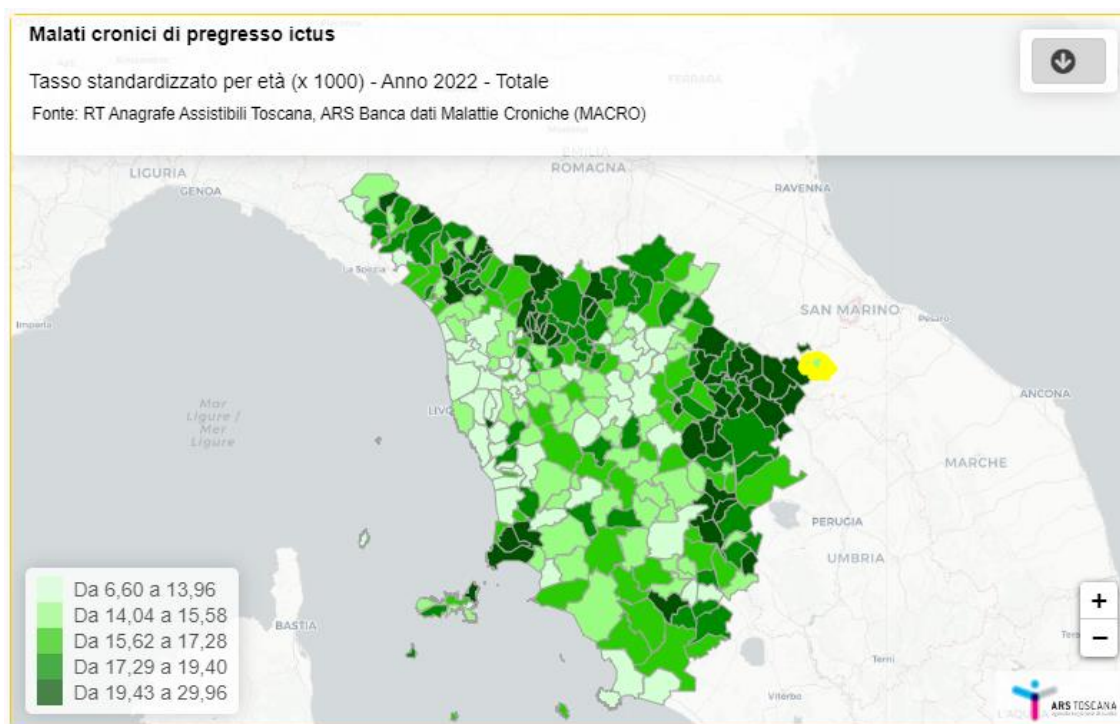 Malati cronici di pregresso ictus
Tasso standardizzato per età (x 1000) - Anno 2022 - Totale
Fonte: RT Anagrafe Assistibili Toscana, ARS Banca dati Malattie Croniche (MACRO)
FERRARA
EMILIA
ROMAGNA
LIGURIA
GENOA
RAVENNA
La Spezia
SAN MARINO
Pesaro
Imperia
ANCONA
Mar
Ligure /
Mer
Ligure
LIVO
MARCHE
PERUGIA
UMBRIA
BASTIA
Terni
Viterbo
Da 6,60 a 13,96
Da 14,04 a 15,58
Da 15,62 a 17,28
Da 17,29 a 19,40
Da 19,43 a 29,96
+
−
ARS TOSCANA